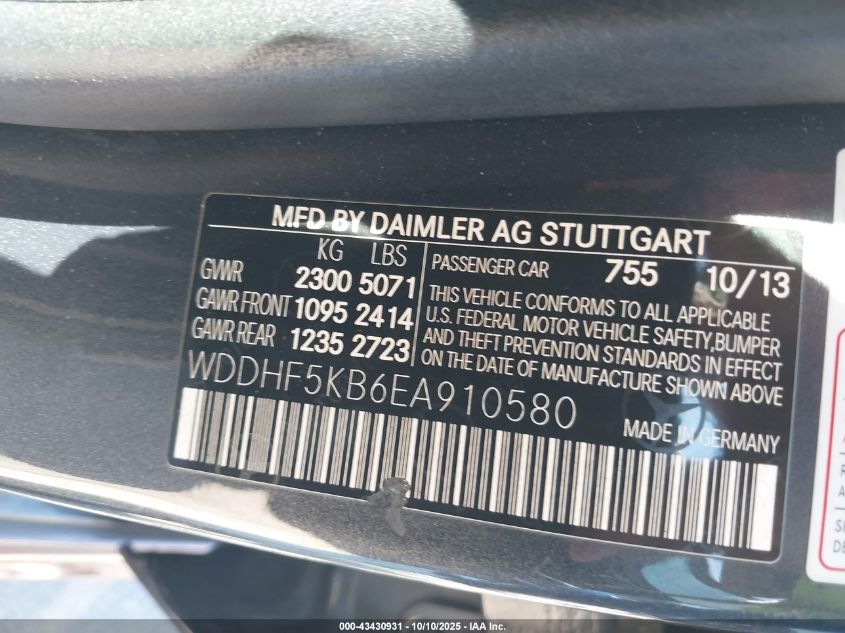 MFD BY DAIMLER AG STUTTGART
KG LBS
GWWR 2300 5071
GAWR FRONT 1095 2414
GAWR REAR 1235 2723
PASSENGER CAR 755 10/13
THIS VEHICLE CONFORMS TO ALL APPLICABLE
U.S. FEDERAL MOTOR VEHICLE SAFETY,BUMPER
AND THEFT PREVENTION STANDARDS IN EFFECT
ON THE DATE OF MANUFACTURE SHOWN ABOVE
WDDHF5KB6EA910580
MADE IN GERMANY
000-43430931 - 10/10/2025 - IAA Inc.